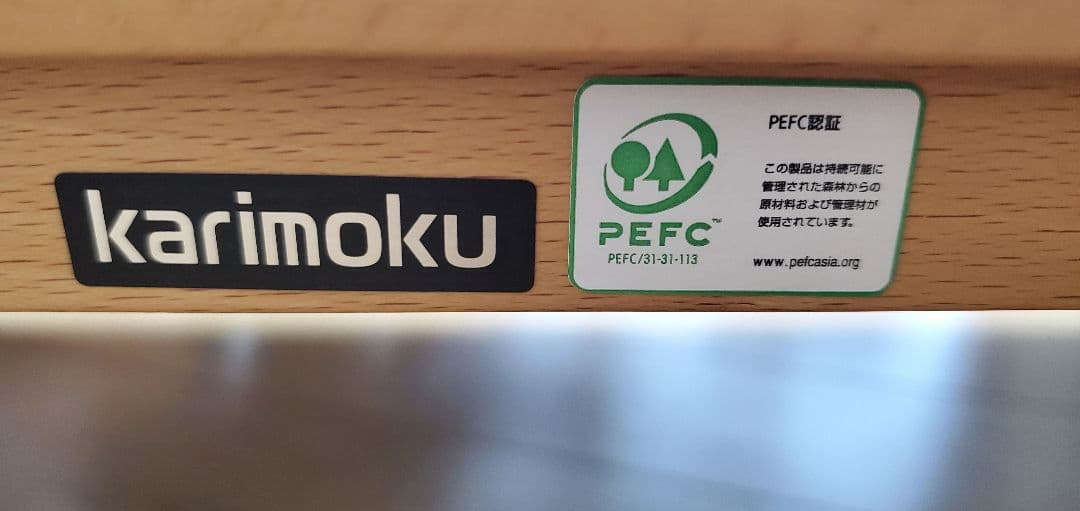 karimoku
PEFC™
PEFC/31-31-113
PEFC認証
この製品は持続可能に
管理された森林からの
原材料および管理材が
使用されています。
www.pefcasia.org